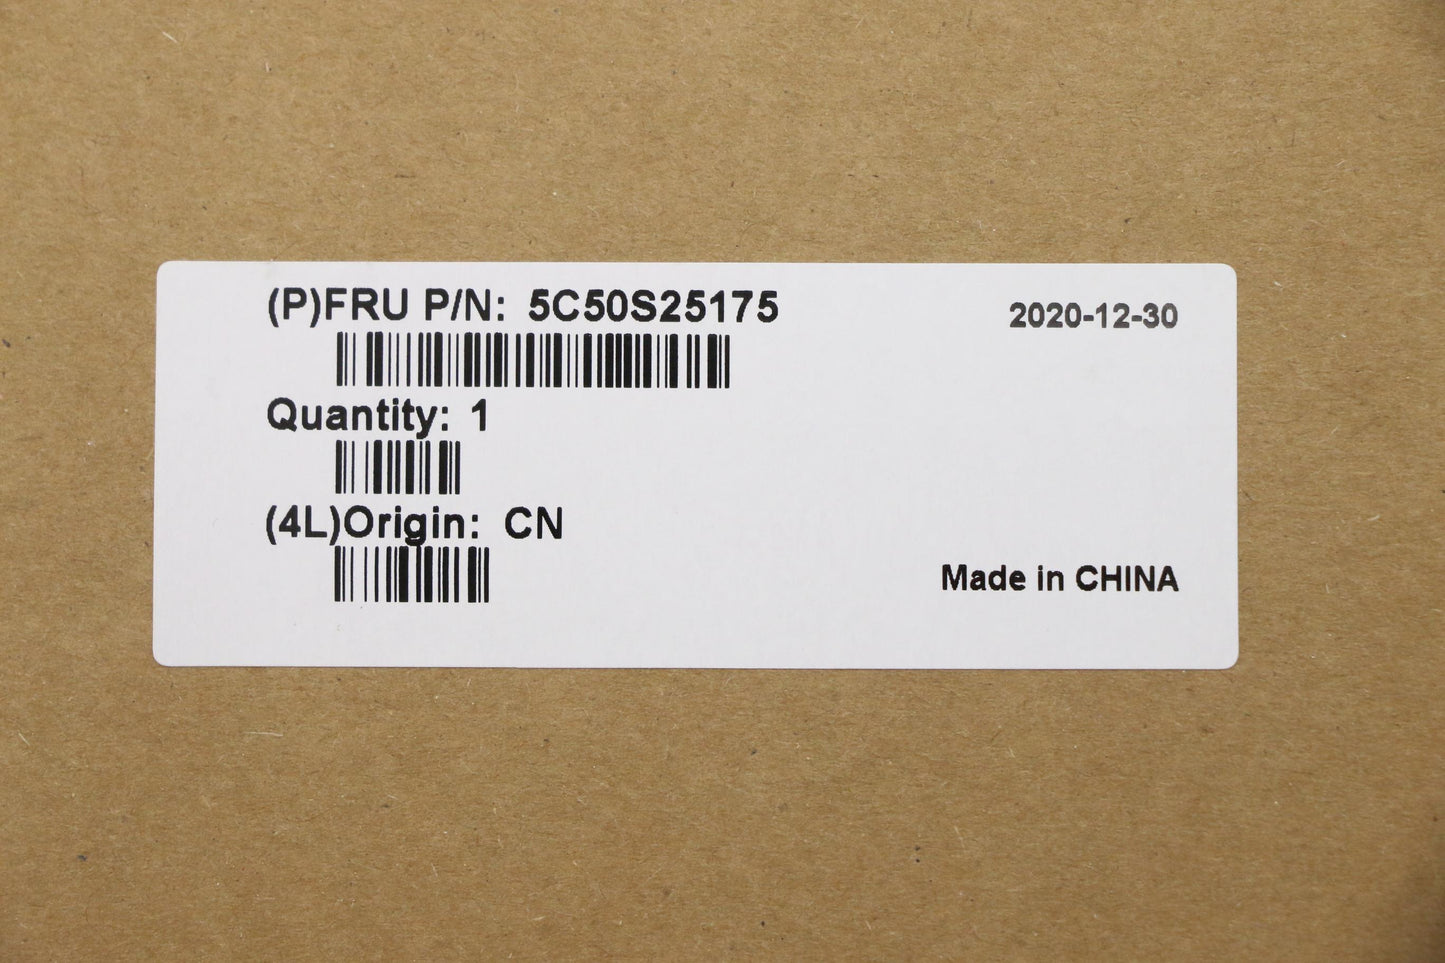 (P)FRU P/N: 5C50S25175
2020-12-30
Quantity: 1
(4L)Origin: CN
Made in CHINA